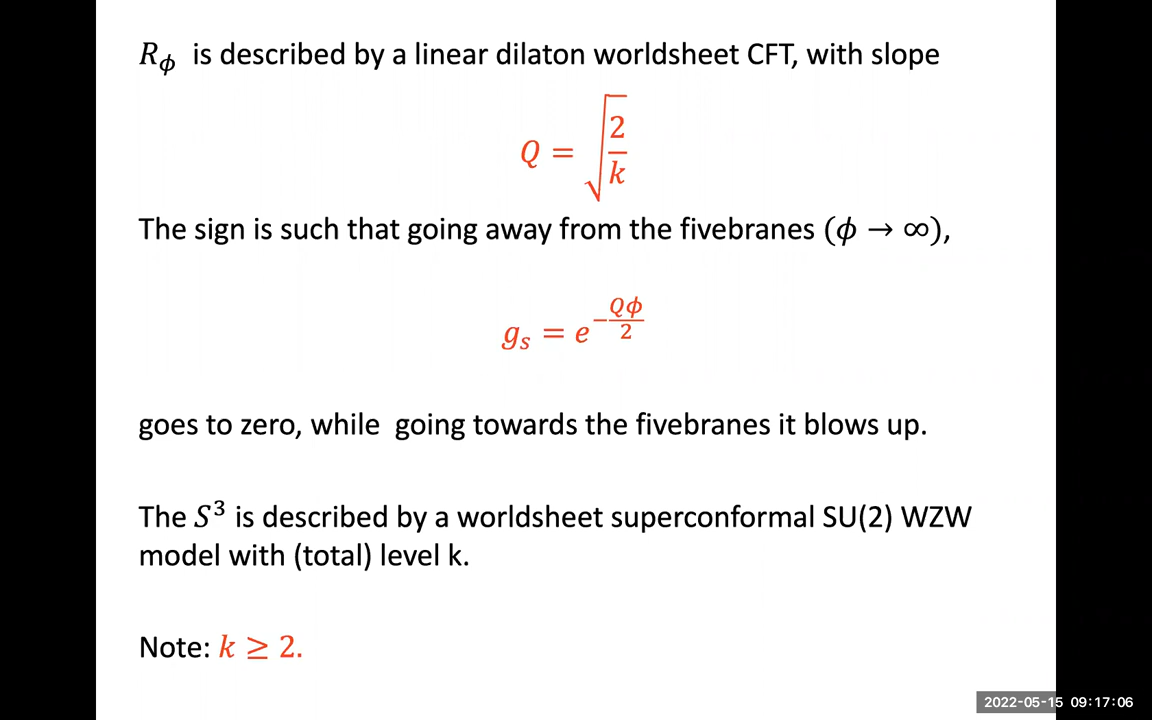 R_ϕ is described by a linear dilaton worldsheet CFT, with slope
Q = √(2/k)
The sign is such that going away from the fivebranes (ϕ → ∞),
g_s = e^(−Qϕ/2)
goes to zero, while going towards the fivebranes it blows up.
The S³ is described by a worldsheet superconformal SU(2) WZW
model with (total) level k.
Note: k ≥ 2.
2022-05-15 09:17:06